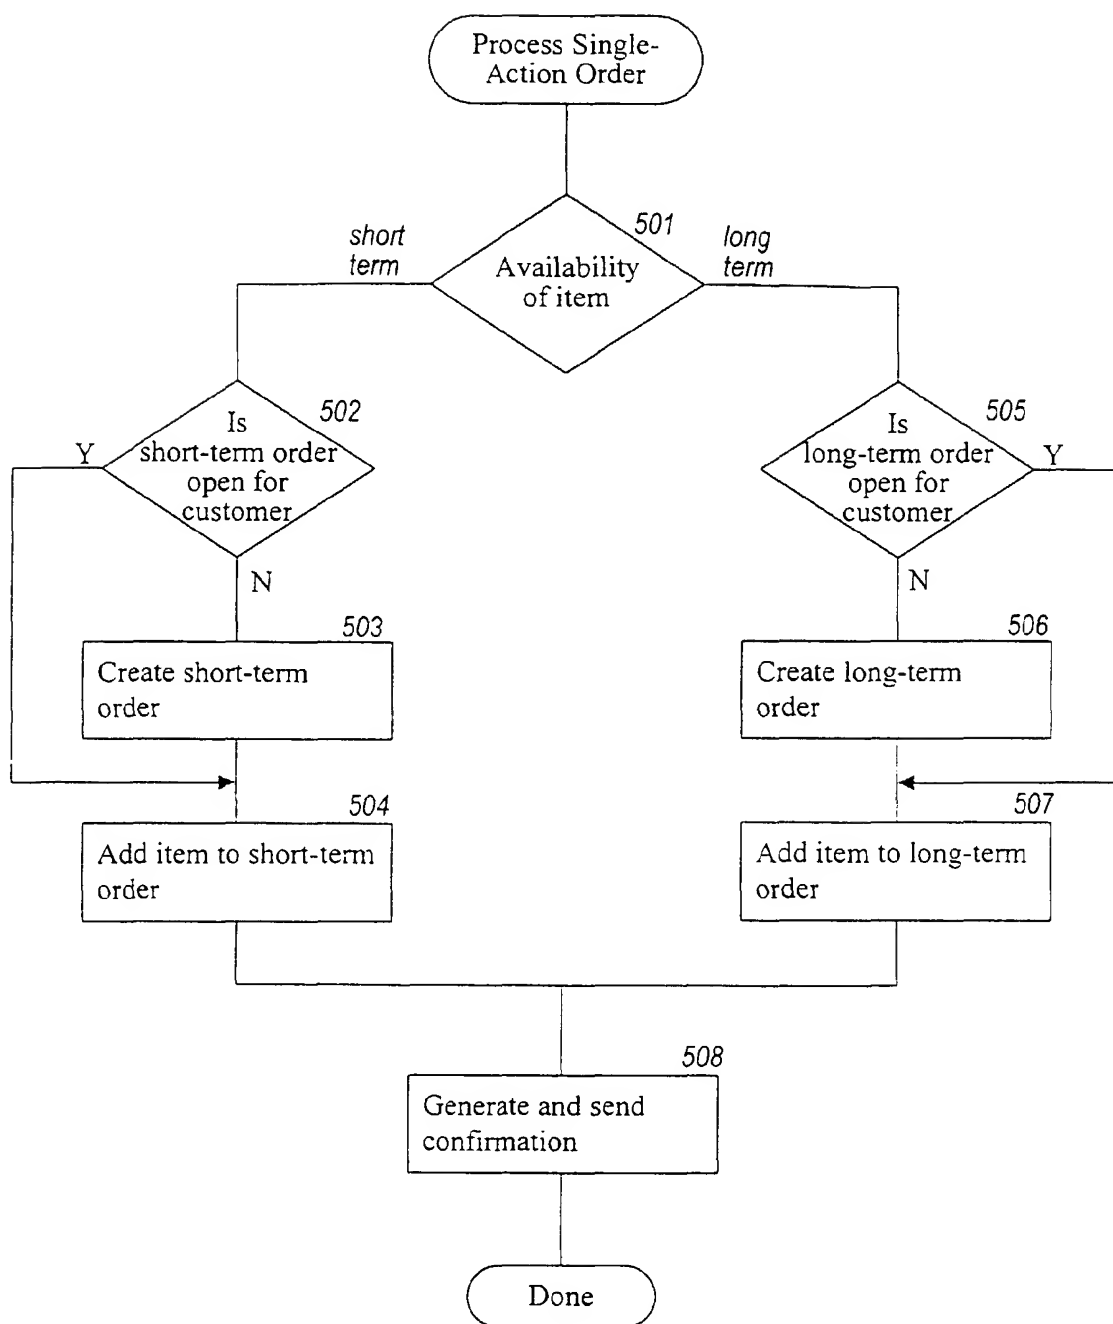 Process Single-
Action Order
501
short
term
long
term
Availability
of item
502
Is
short-term order
open for
customer
Y
N
505
Is
long-term order
open for
customer
Y
N
503
Create short-term
order
506
Create long-term
order
504
Add item to short-term
order
507
Add item to long-term
order
508
Generate and send
confirmation
Done